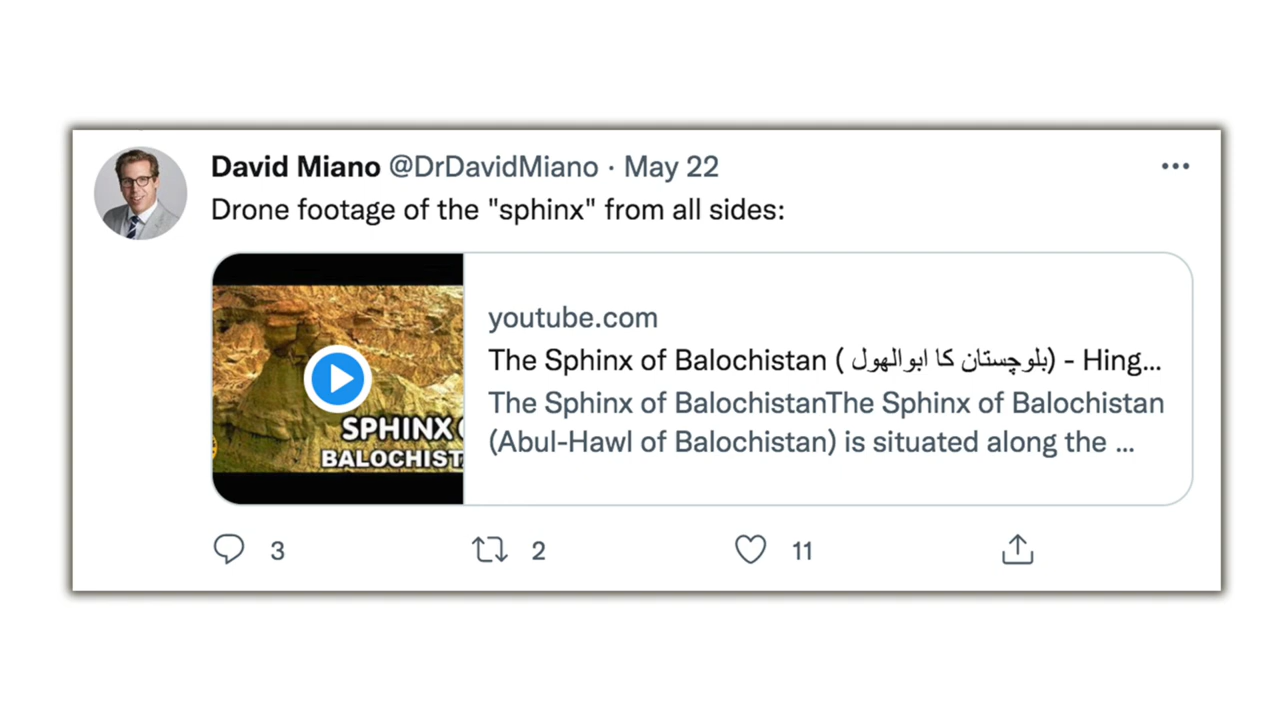 David Miano @DrDavidMiano · May 22
Drone footage of the "sphinx" from all sides:
youtube.com
The Sphinx of Balochistan ( بلوچستان کا ابوالھول) - Hing...
The Sphinx of BalochistanThe Sphinx of Balochistan
(Abul-Hawl of Balochistan) is situated along the ...
SPHINX
BALOCHIST
3
2
11